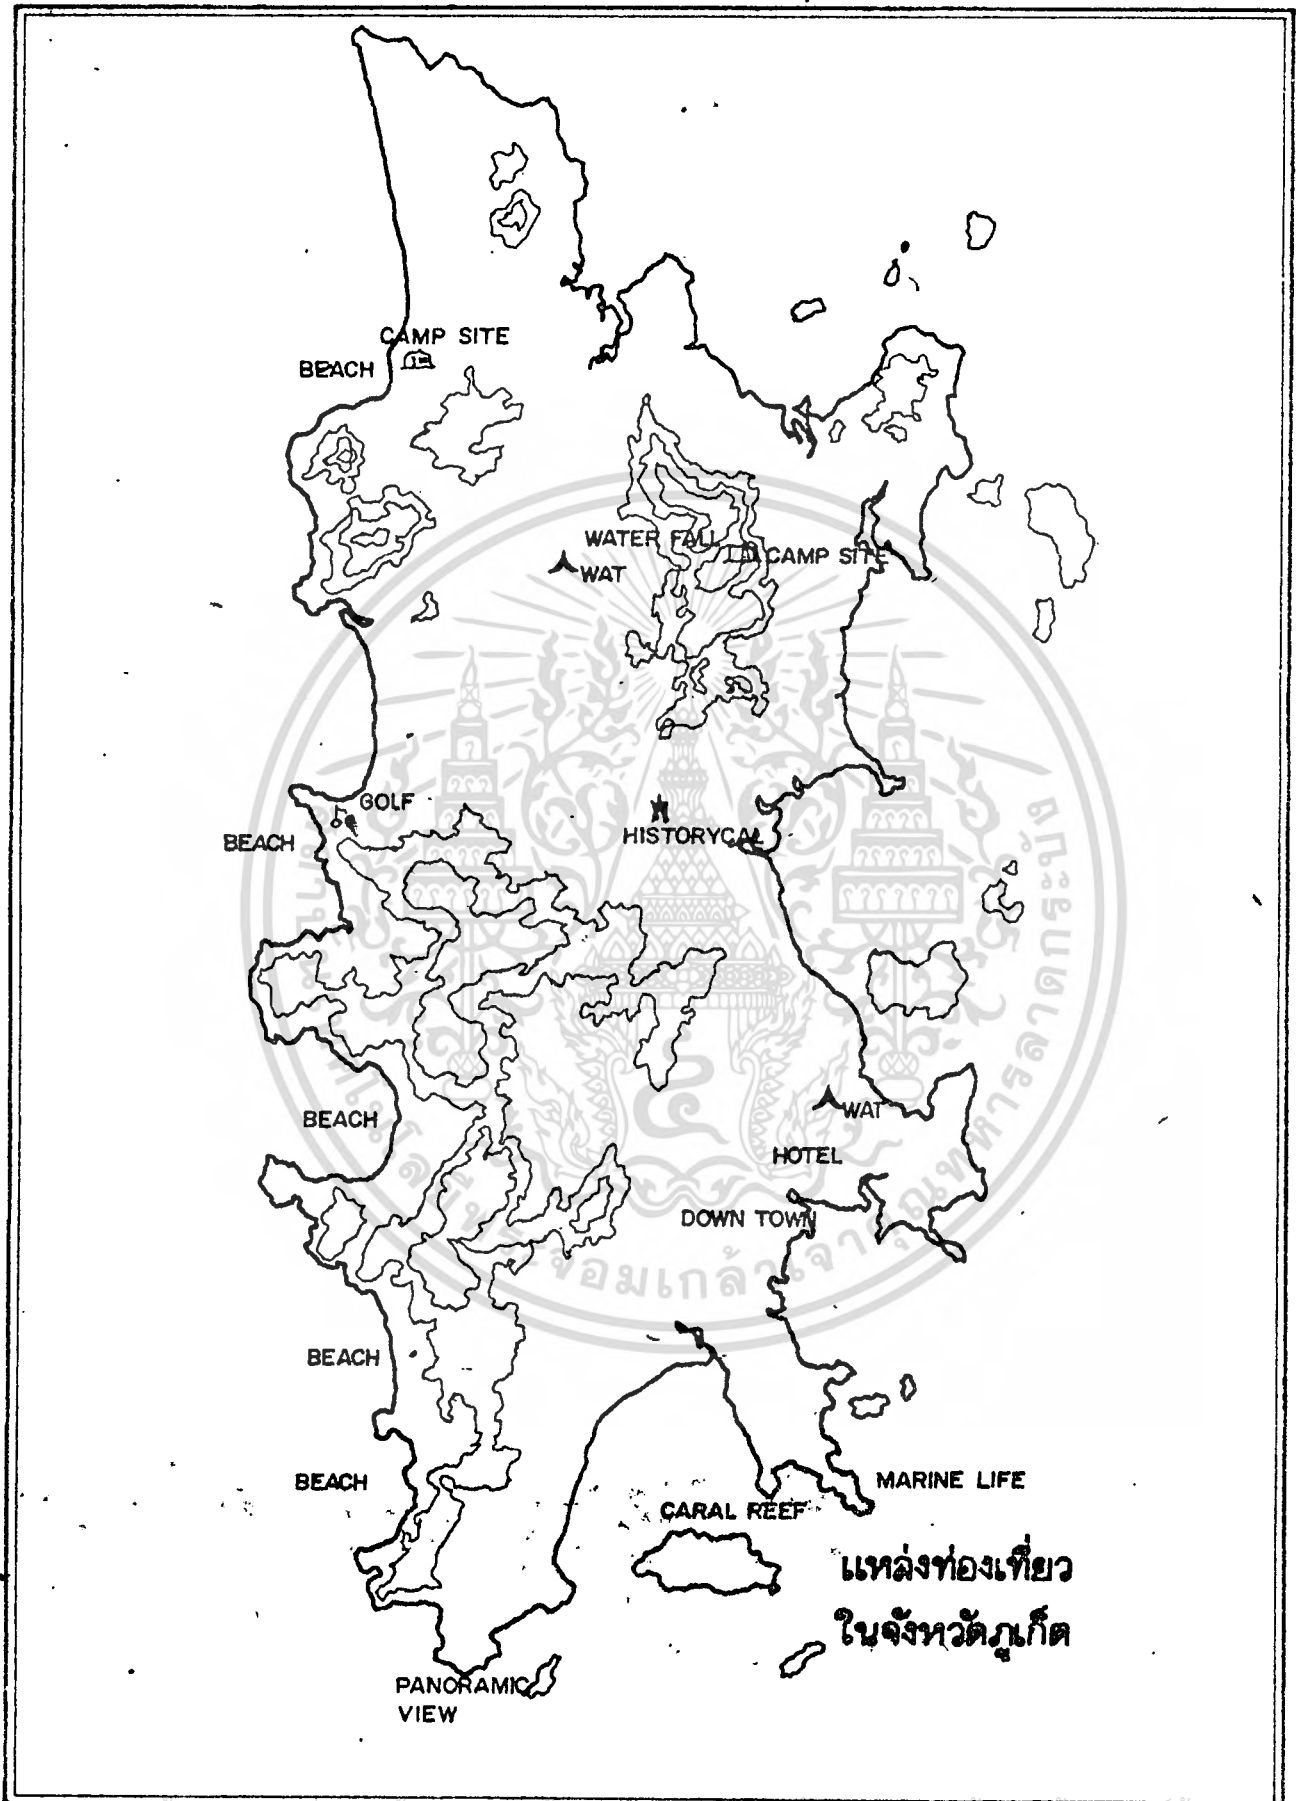 CAMP SITE
BEACH
WATER FALL
CAMP SITE
WAT
GOLF
BEACH
HISTORYCAL
BEACH
WAT
HOTEL
DOWN TOWN
BEACH
BEACH
MARINE LIFE
CARAL REEF
แหล่งท่องเที่ยว
ในจังหวัดภูเก็ต
PANORAMIC
VIEW